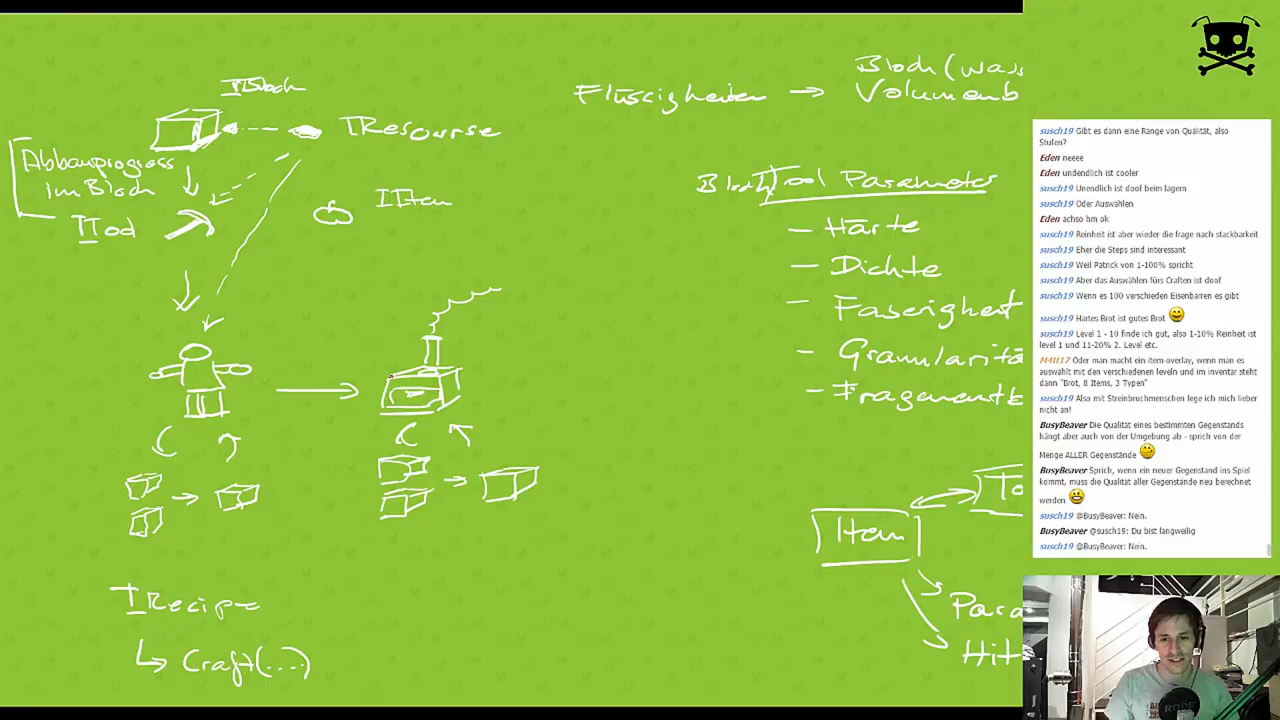 IBlock
IResourse
Abbauprogress
im Block
ITool
IItem
IRecipe
Craft(....)
Flüssigkeiten → Block (was
Volumenb
Block/Tool Parameter
– Härte
– Dichte
– Faserigkeit
– Granularitä
– Fragmentk
Item
To
Para
Hit
susch19 Gibt es dann eine Range von Qualität, also
Stufen?
Eden neeee
Eden undendlich ist cooler
susch19 Unendlich ist doof beim lagern
susch19 Oder Auswählen
Eden achso hm ok
susch19 Reinheit ist aber wieder die frage nach stackbarkeit
susch19 Eher die Steps sind interessant
susch19 Weil Patrick von 1-100% spricht
susch19 Aber das Auswählen fürs Craften ist doof
susch19 Wenn es 100 verschieden Eisenbarren es gibt
susch19 Hartes Brot ist gutes Brot
susch19 Level 1 - 10 finde ich gut, also 1-10% Reinheit ist
level 1 und 11-20% 2. Level etc.
M4tt17 Oder man macht ein item-overlay, wenn man es
auswählt mit den verschiedenen leveln und im inventar steht
dann "Brot, 8 Items, 3 Typen"
susch19 Also mit Streinbruchmenschen lege ich mich lieber
nicht an!
BusyBeaver Die Qualität eines bestimmten Gegenstands
hängt aber auch von der Umgebung ab - sprich von der
Menge ALLER Gegenstände
BusyBeaver Sprich, wenn ein neuer Gegenstand ins Spiel
kommt, muss die Qualität aller Gegenstände neu berechnet
werden
susch19 @BusyBeaver: Nein.
BusyBeaver @susch19: Du bist langweilig
susch19 @BusyBeaver: Nein.
RODE